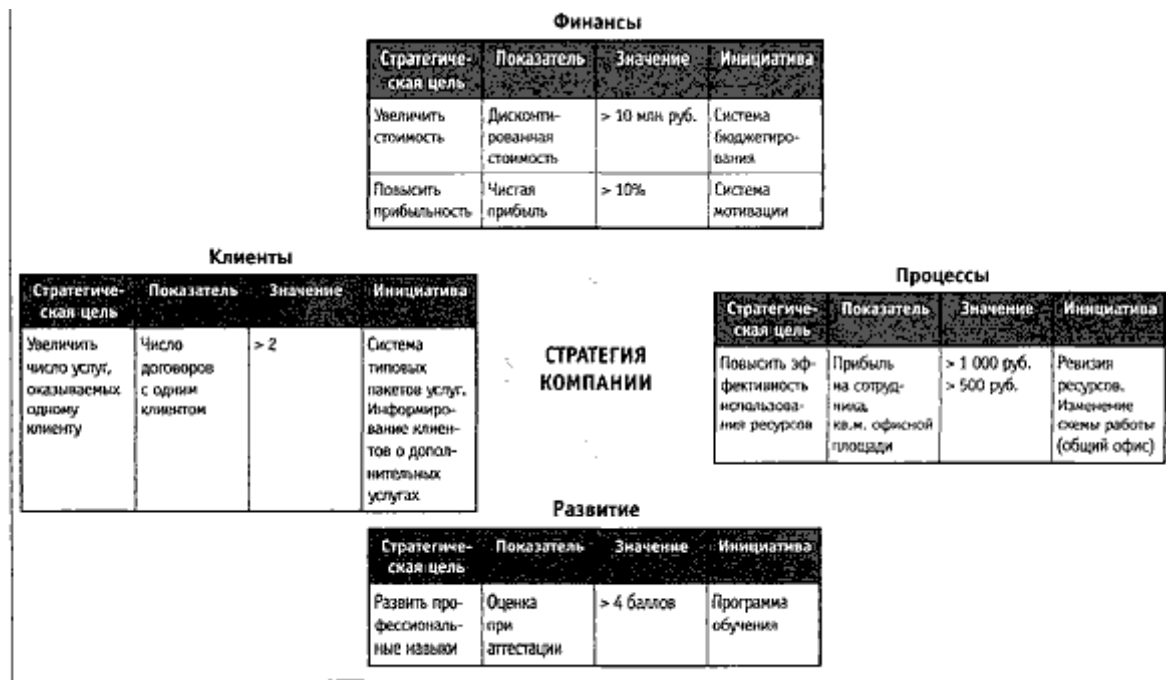 Финансы
Стратегиче- Показатель Значение Инициатива
ская цель
Увеличить Дисконти- > 10 млн. руб. Система
стоимость рованная бюджетиро-
стоимость вания
Повысить Чистая > 10% Система
прибыльность прибыль мотивации
Клиенты
Стратегиче- Показатель Значение Инициатива
ская цель
Увеличить Число > 2 Система
число услуг, договоров типовых
оказываемых с одним пакетов услуг.
одному клиентом Информиро-
клиенту вание клиен-
тов о допол-
нительных
услугах
СТРАТЕГИЯ
КОМПАНИИ
Процессы
Стратегиче- Показатель Значение Инициатива
ская цель
Повысить эф- Прибыль > 1 000 руб. Ревизия
фективность на сотруд- > 500 руб. ресурсов.
использова- ника, Изменение
ния ресурсов кв.м. офисной схемы работы
площади (общий офис)
Развитие
Стратегиче- Показатель Значение Инициатива
ская цель
Развить про- Оценка > 4 баллов Программа
фессиональ- при обучения
ные навыки аттестации